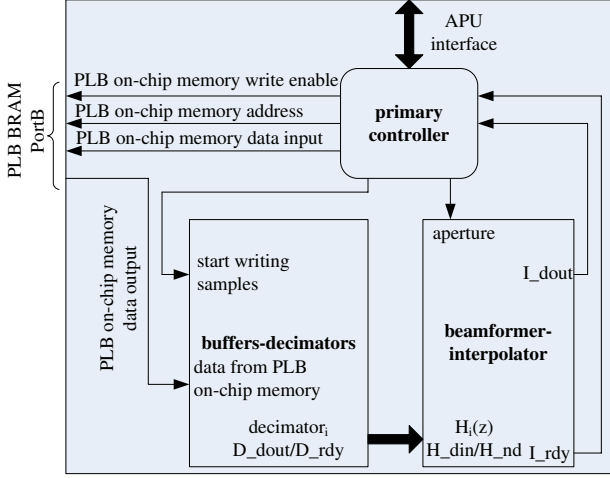 APU
interface
PLB on-chip memory write enable
PLB on-chip memory address
PLB on-chip memory data input
PLB BRAM
PortB
primary
controller
PLB on-chip memory
data output
start writing
samples
buffers-decimators
data from PLB
on-chip memory
decimatorᵢ
D_dout/D_rdy
aperture
I_dout
beamformer-
interpolator
Hᵢ(z)
H_din/H_nd
I_rdy